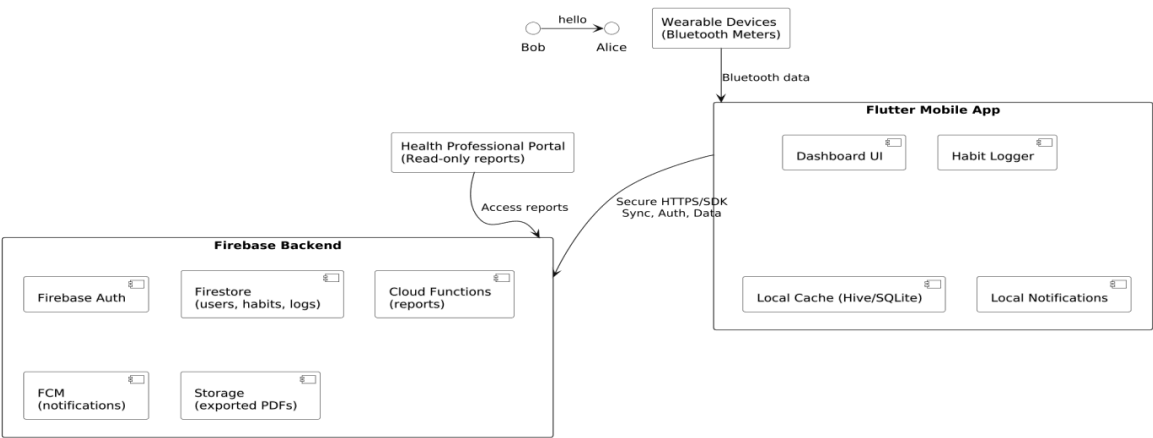 hello
Bob
Alice
Wearable Devices
(Bluetooth Meters)
Bluetooth data
Flutter Mobile App
Dashboard UI
Habit Logger
Health Professional Portal
(Read-only reports)
Access reports
Secure HTTPS/SDK
Sync, Auth, Data
Local Cache (Hive/SQLite)
Local Notifications
Firebase Backend
Firebase Auth
Firestore
(users, habits, logs)
Cloud Functions
(reports)
FCM
(notifications)
Storage
(exported PDFs)